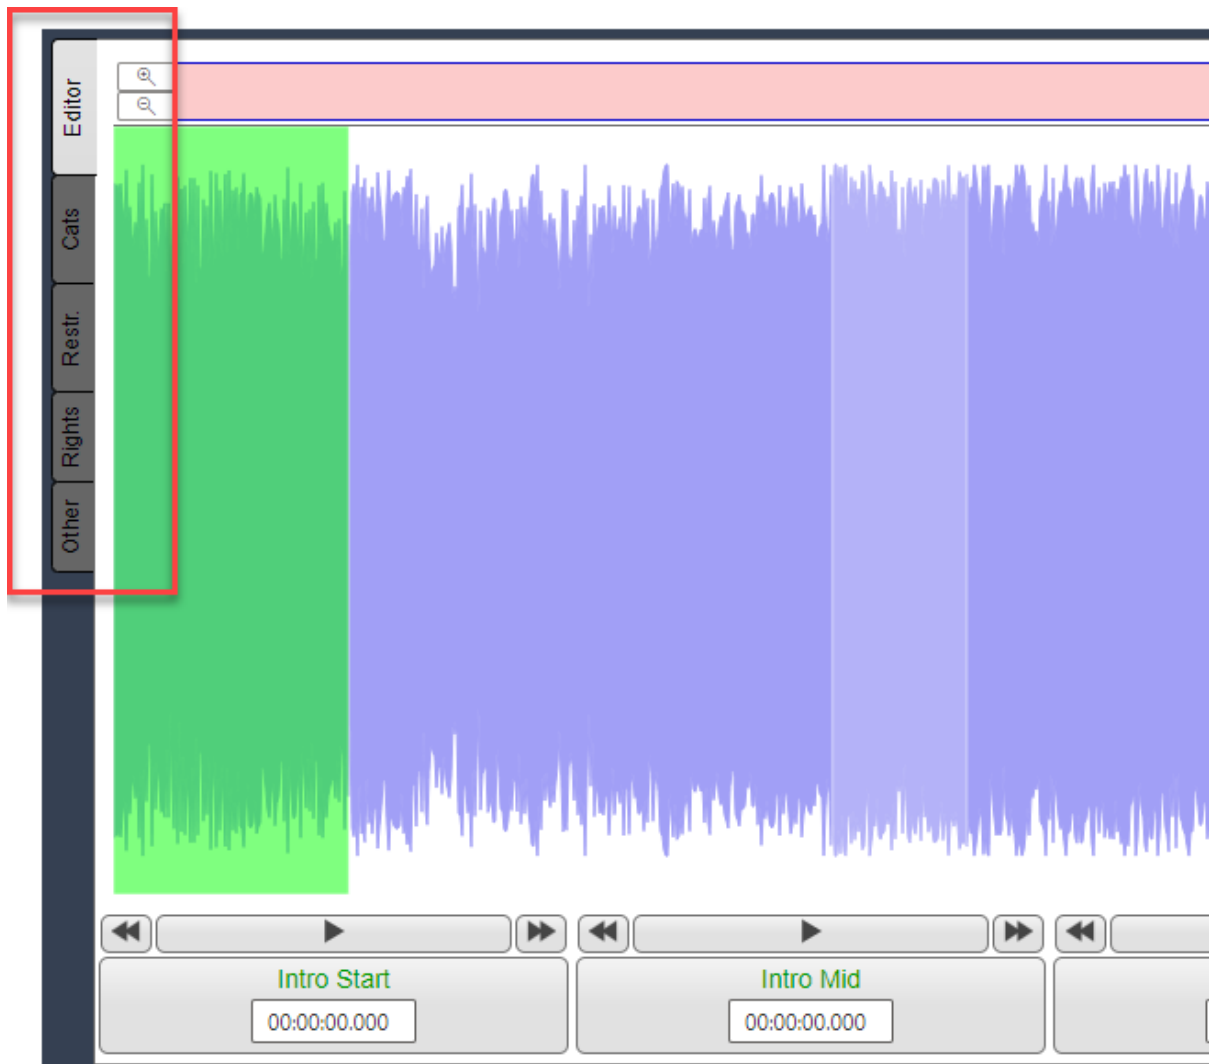 Editor
Cats
Restr.
Rights
Other
Intro Start
00:00:00.000
Intro Mid
00:00:00.000